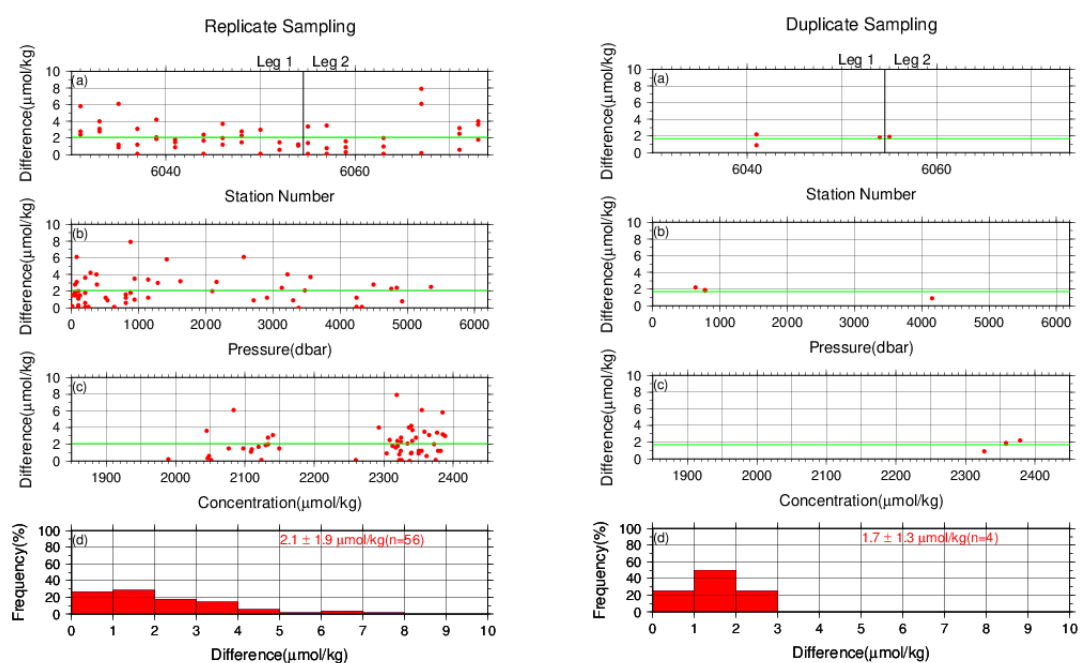 Replicate Sampling
Leg 1 Leg 2
(a)
Difference(μmol/kg)
10
8
6
4
2
0
6040 6060
Station Number
(b)
Difference(μmol/kg)
10
8
6
4
2
0
0 1000 2000 3000 4000 5000 6000
Pressure(dbar)
(c)
Difference(μmol/kg)
10
8
6
4
2
0
1900 2000 2100 2200 2300 2400
Concentration(μmol/kg)
(d)
2.1 ± 1.9 μmol/kg(n=56)
Frequency(%)
100
80
60
40
20
0
0 1 2 3 4 5 6 7 8 9 10
Difference(μmol/kg)
Duplicate Sampling
Leg 1 Leg 2
(a)
Difference(μmol/kg)
10
8
6
4
2
0
6040 6060
Station Number
(b)
Difference(μmol/kg)
10
8
6
4
2
0
0 1000 2000 3000 4000 5000 6000
Pressure(dbar)
(c)
Difference(μmol/kg)
10
8
6
4
2
0
1900 2000 2100 2200 2300 2400
Concentration(μmol/kg)
(d)
1.7 ± 1.3 μmol/kg(n=4)
Frequency(%)
100
80
60
40
20
0
0 1 2 3 4 5 6 7 8 9 10
Difference(μmol/kg)